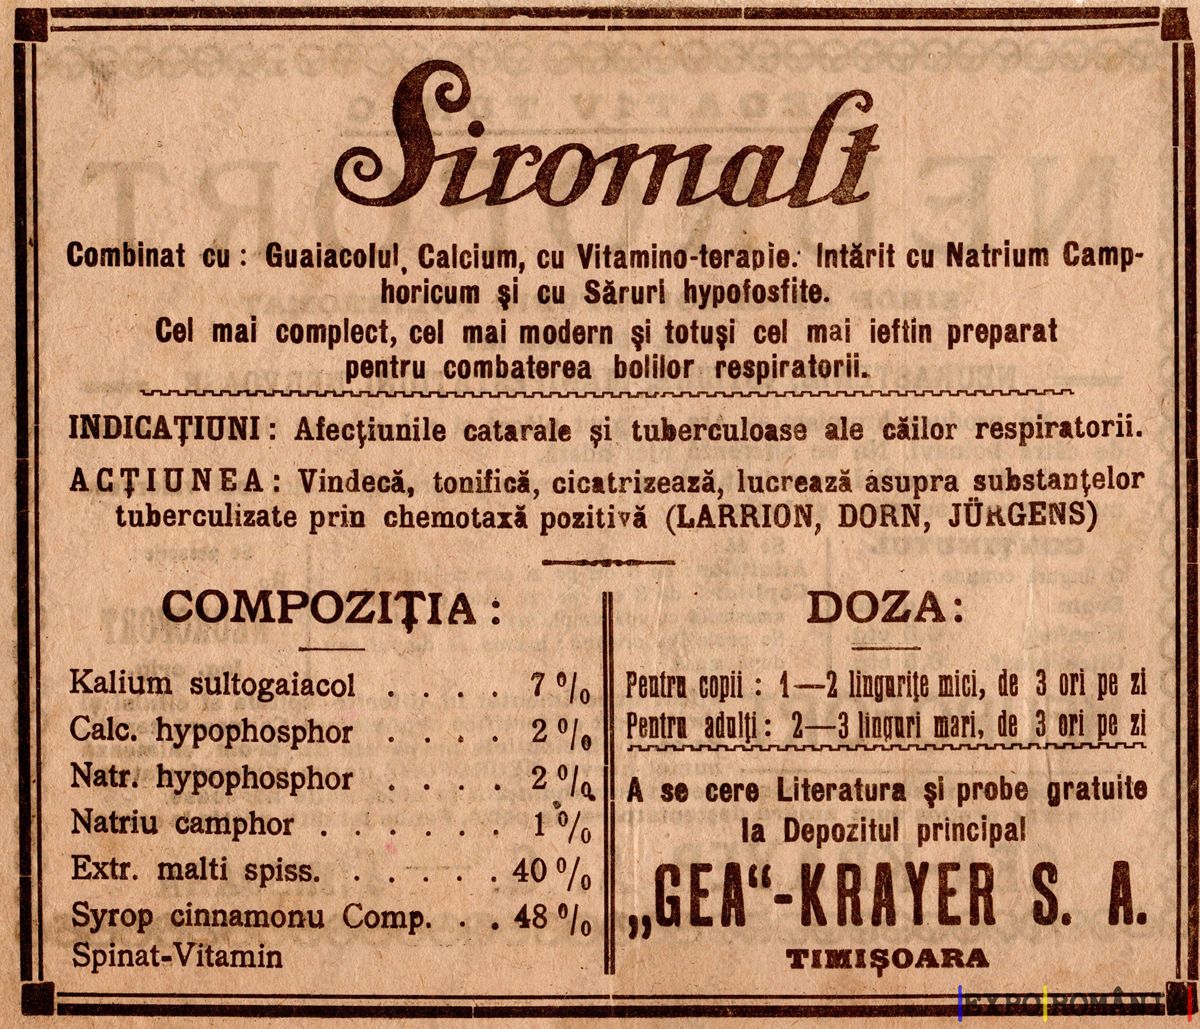 Siromalt
Combinat cu: Guaiacolul, Calcium, cu Vitamino-terapie. Intărit cu Natrium Camp-
horicum şi cu Săruri hypofosfite.
Cel mai complect, cel mai modern şi totuşi cel mai ieftin preparat
pentru combaterea bolilor respiratorii.
INDICAŢIUNI: Afecţiunile catarale şi tuberculoase ale căilor respiratorii.
ACŢIUNEA: Vindecă, tonifică, cicatrizează, lucrează asupra substanţelor
tuberculizate prin chemotaxă pozitivă (LARRION, DORN, JÜRGENS)
COMPOZIŢIA:
Kalium sultogaiacol . . . . 7 %
Calc. hypophosphor . . . . 2 %
Natr. hypophosphor . . . . 2 %
Natriu camphor . . . . . . 1 %
Extr. malti spiss. . . . . . 40 %
Syrop cinnamonu Comp. . . 48 %
Spinat-Vitamin
DOZA:
Pentru copii: 1—2 linguriţe mici, de 3 ori pe zi
Pentru adulţi: 2—3 linguri mari, de 3 ori pe zi
A se cere Literatura şi probe gratuite
la Depozitul principal
„GEA“-KRAYER S. A.
TIMIŞOARA
EXPO ROMÂNI